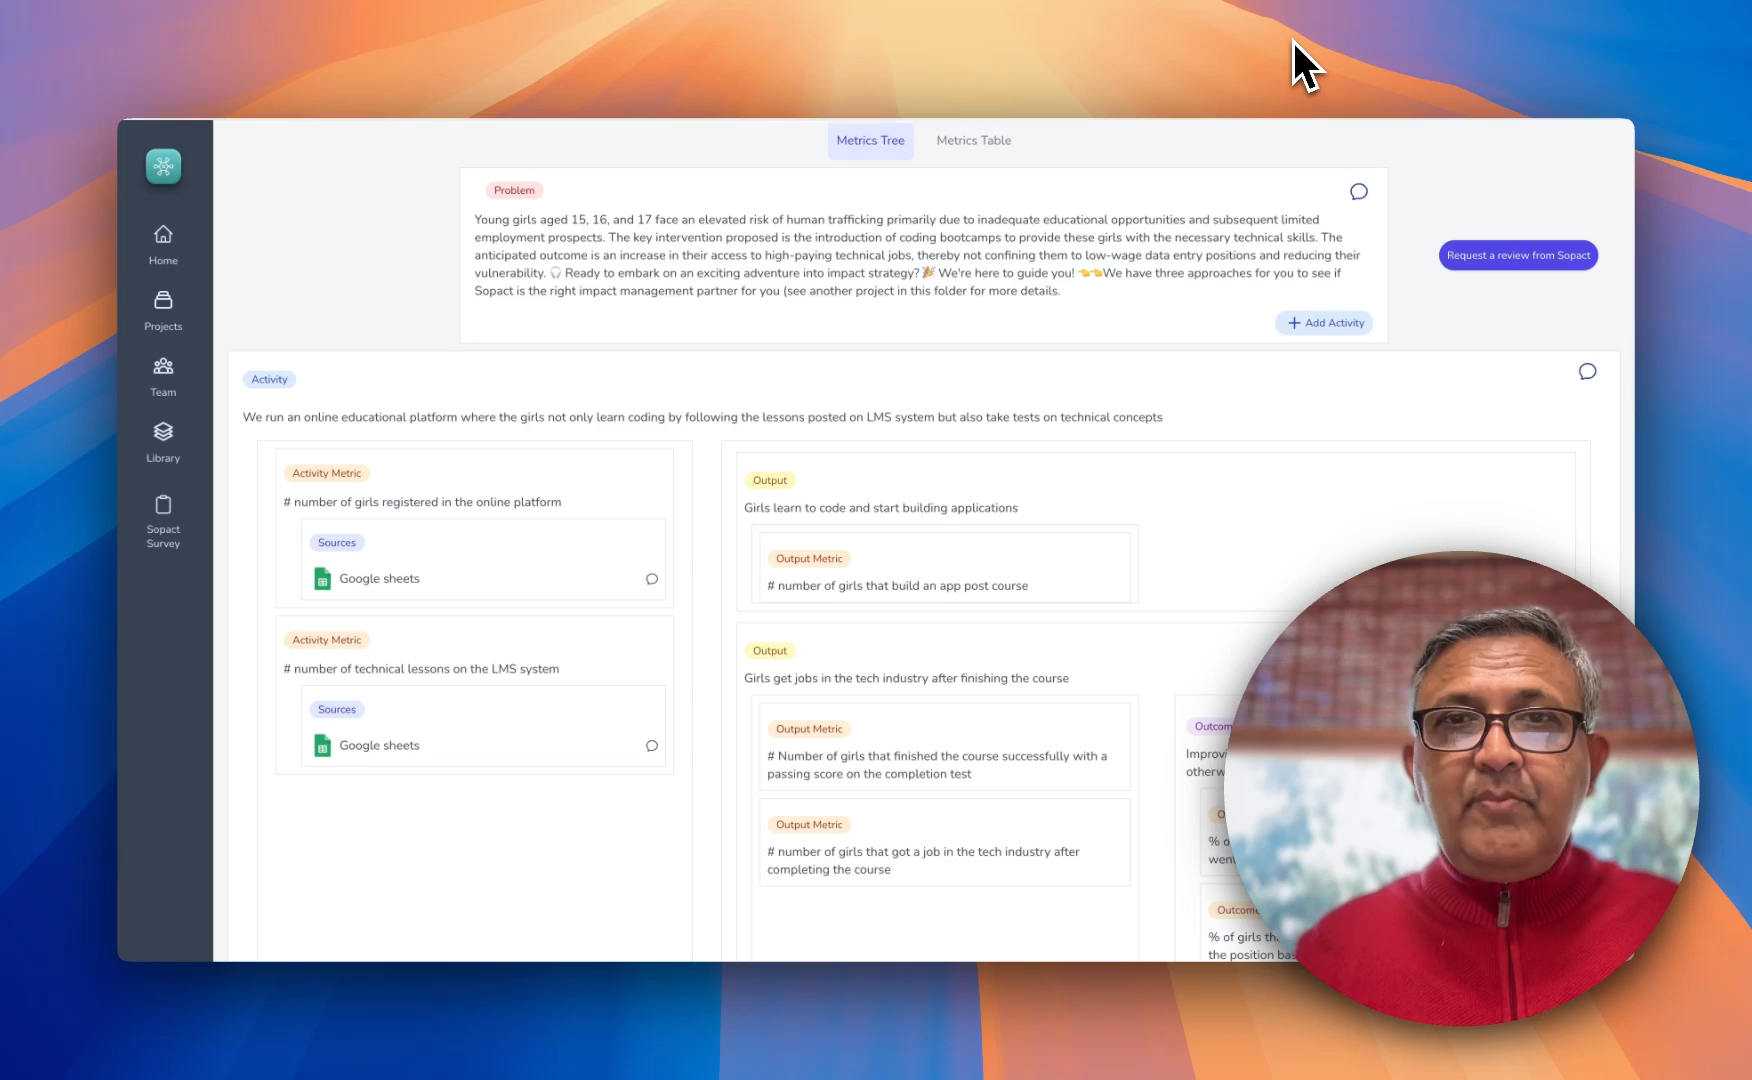 Metrics Tree
Metrics Table
Problem
Young girls aged 15, 16, and 17 face an elevated risk of human trafficking primarily due to inadequate educational opportunities and subsequent limited
employment prospects. The key intervention proposed is the introduction of coding bootcamps to provide these girls with the necessary technical skills. The
anticipated outcome is an increase in their access to high-paying technical jobs, thereby not confining them to low-wage data entry positions and reducing their
vulnerability. 🎧 Ready to embark on an exciting adventure into impact strategy? 🎉 We're here to guide you! 👈👈We have three approaches for you to see if
Sopact is the right impact management partner for you (see another project in this folder for more details.
Request a review from Sopact
+ Add Activity
Home
Projects
Team
Library
Sopact
Survey
Activity
We run an online educational platform where the girls not only learn coding by following the lessons posted on LMS system but also take tests on technical concepts
Activity Metric
# number of girls registered in the online platform
Sources
Google sheets
Activity Metric
# number of technical lessons on the LMS system
Sources
Google sheets
Output
Girls learn to code and start building applications
Output Metric
# number of girls that build an app post course
Output
Girls get jobs in the tech industry after finishing the course
Output Metric
# Number of girls that finished the course successfully with a
passing score on the completion test
Output Metric
# number of girls that got a job in the tech industry after
completing the course
% of girls
the position